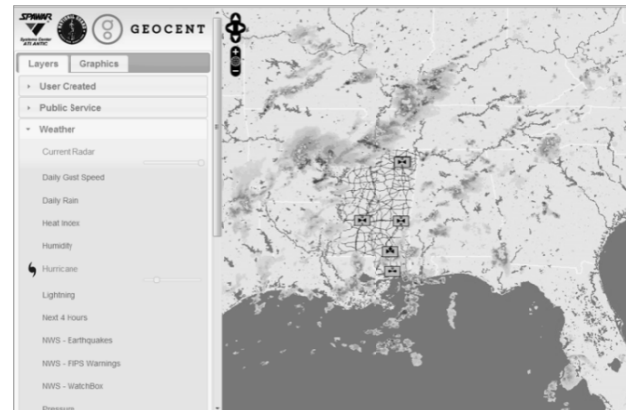 SPAWAR
Systems Center
ATLANTIC
GEOCENT
Layers
Graphics
User Created
Public Service
Weather
Current Radar
Daily Gust Speed
Daily Rain
Heat Index
Humidity
Hurricane
Lightning
Next 4 Hours
NWS - Earthquakes
NWS - FIPS Warnings
NWS - WatchBox
Pressure